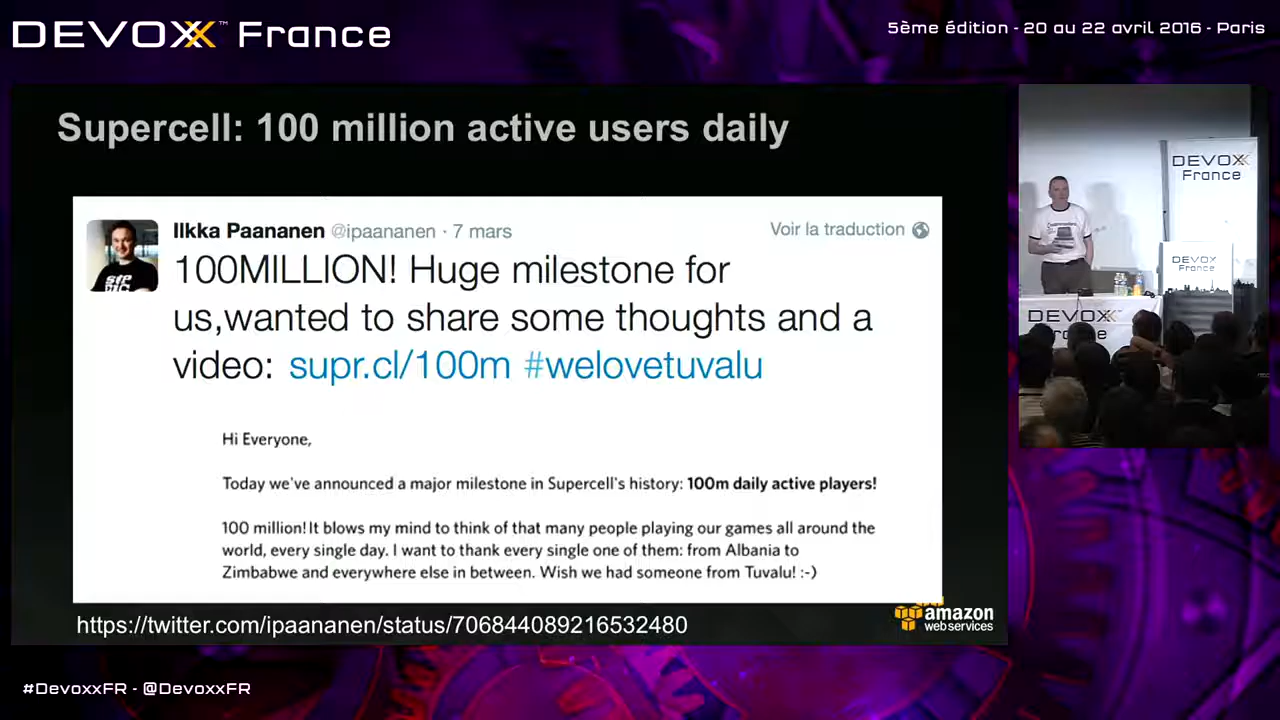 DEVOXX™ France
5ème édition - 20 au 22 avril 2016 - Paris
Supercell: 100 million active users daily
Ilkka Paananen @ipaananen · 7 mars
Voir la traduction
100MILLION! Huge milestone for
us,wanted to share some thoughts and a
video: supr.cl/100m #welovetuvalu
Hi Everyone,
Today we've announced a major milestone in Supercell's history: 100m daily active players!
100 million! It blows my mind to think of that many people playing our games all around the
world, every single day. I want to thank every single one of them: from Albania to
Zimbabwe and everywhere else in between. Wish we had someone from Tuvalu! :-)
https://twitter.com/ipaananen/status/706844089216532480
amazon
web services
DEVOXX
France
DEVOXX
France
DEVOXX
France
#DevoxxFR - @DevoxxFR